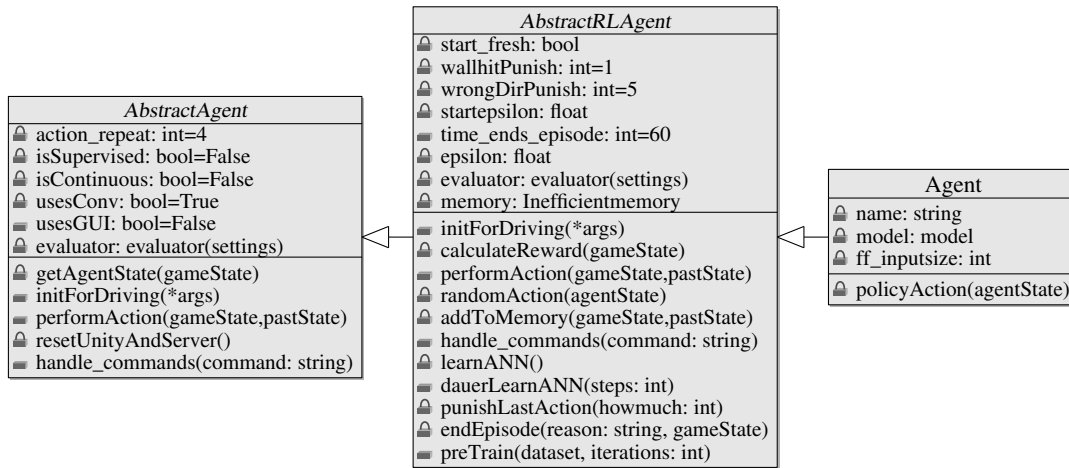 AbstractAgent
action_repeat: int=4
isSupervised: bool=False
isContinuous: bool=False
usesConv: bool=True
usesGUI: bool=False
evaluator: evaluator(settings)
getAgentState(gameState)
initForDriving(*args)
performAction(gameState,pastState)
resetUnityAndServer()
handle_commands(command: string)
AbstractRLAgent
start_fresh: bool
wallhitPunish: int=1
wrongDirPunish: int=5
startepsilon: float
time_ends_episode: int=60
epsilon: float
evaluator: evaluator(settings)
memory: Inefficientmemory
initForDriving(*args)
calculateReward(gameState)
performAction(gameState,pastState)
randomAction(agentState)
addToMemory(gameState,pastState)
handle_commands(command: string)
learnANN()
dauerLearnANN(steps: int)
punishLastAction(howmuch: int)
endEpisode(reason: string, gameState)
preTrain(dataset, iterations: int)
Agent
name: string
model: model
ff_inputsize: int
policyAction(agentState)